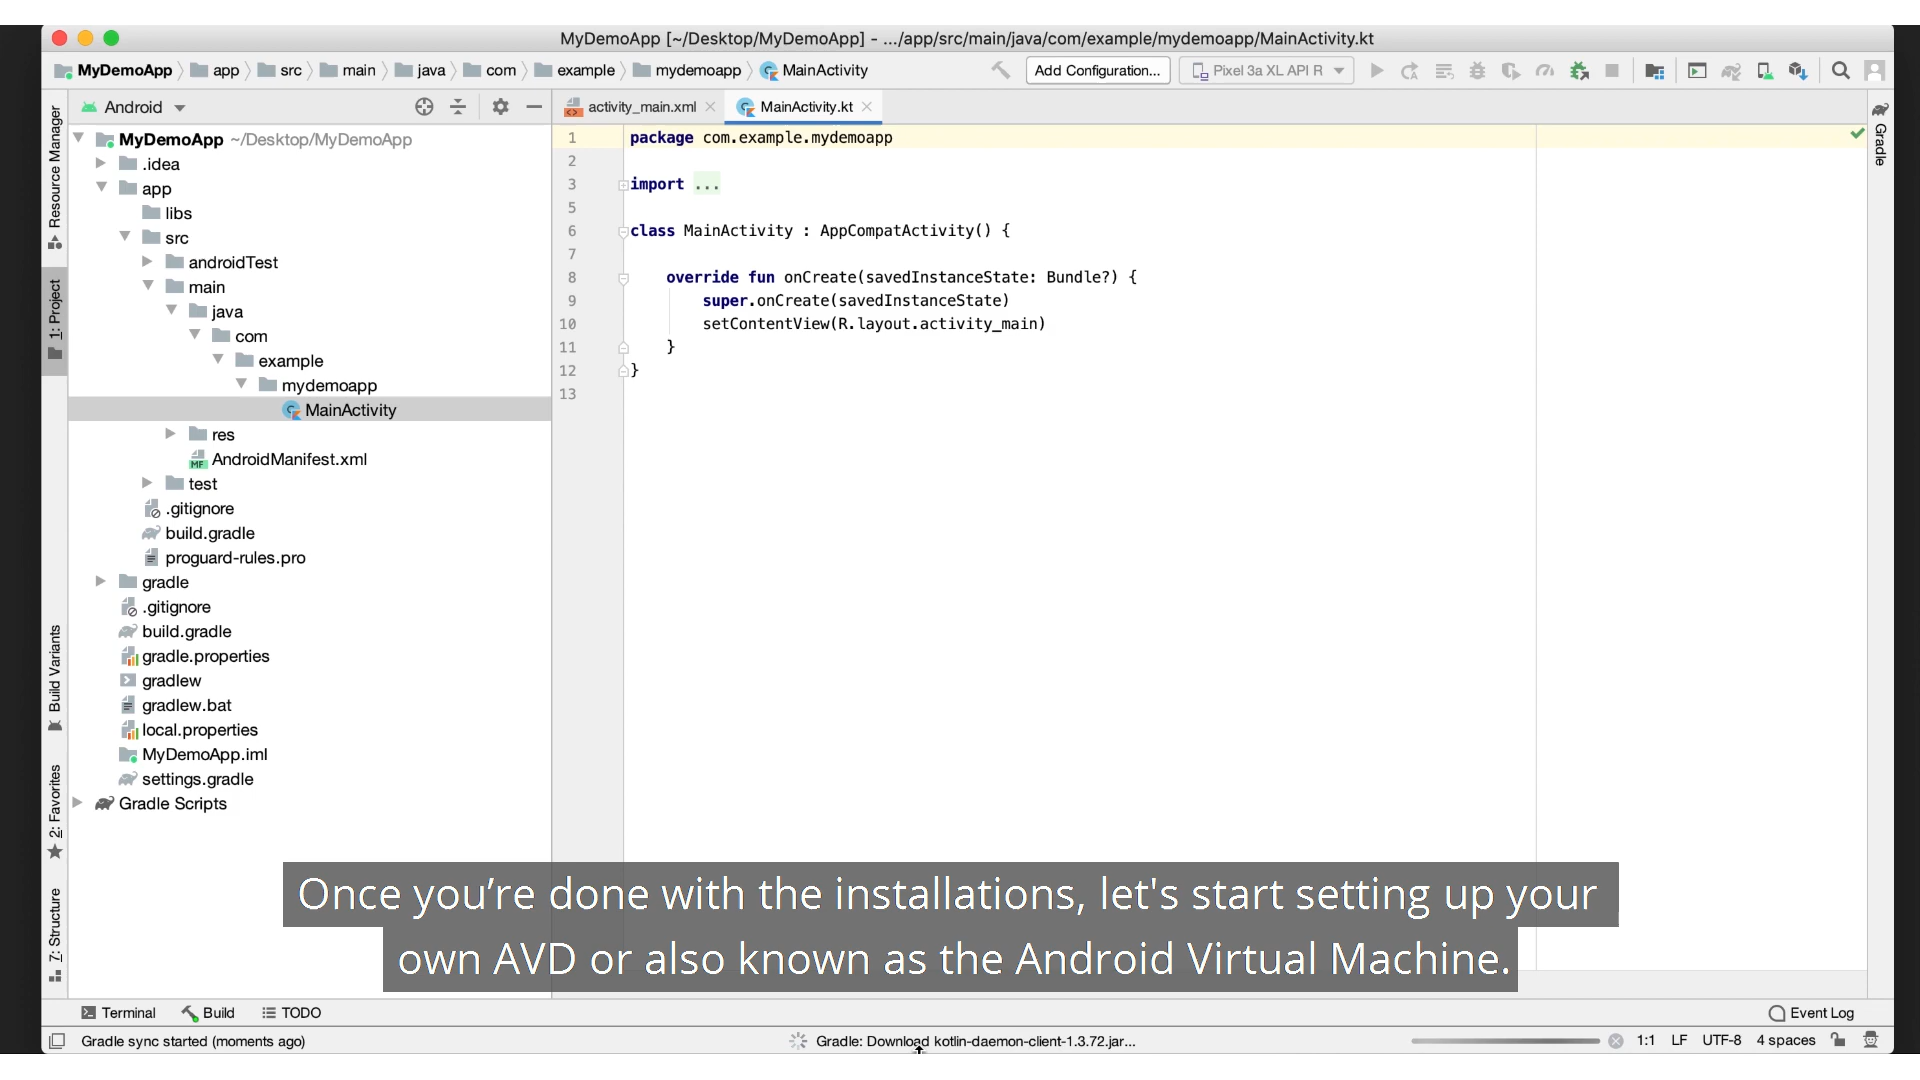 MyDemoApp [~/Desktop/MyDemoApp] - .../app/src/main/java/com/example/mydemoapp/MainActivity.kt
MyDemoApp app src main java com example mydemoapp MainActivity Add Configuration... Pixel 3a XL API R
Android
activity_main.xml MainActivity.kt
Resource Manager
1: Project
Build Variants
2: Favorites
7: Structure
MyDemoApp ~/Desktop/MyDemoApp
.idea
app
libs
src
androidTest
main
java
com
example
mydemoapp
MainActivity
res
MF AndroidManifest.xml
test
.gitignore
build.gradle
proguard-rules.pro
gradle
.gitignore
build.gradle
gradle.properties
gradlew
gradlew.bat
local.properties
MyDemoApp.iml
settings.gradle
Gradle Scripts
1 package com.example.mydemoapp
2
3 import ...
5
6 class MainActivity : AppCompatActivity() {
7
8 override fun onCreate(savedInstanceState: Bundle?) {
9 super.onCreate(savedInstanceState)
10 setContentView(R.layout.activity_main)
11 }
12 }
13
Gradle
Once you’re done with the installations, let's start setting up your
own AVD or also known as the Android Virtual Machine.
Terminal Build TODO Event Log
Gradle sync started (moments ago) Gradle: Download kotlin-daemon-client-1.3.72.jar... 1:1 LF UTF-8 4 spaces